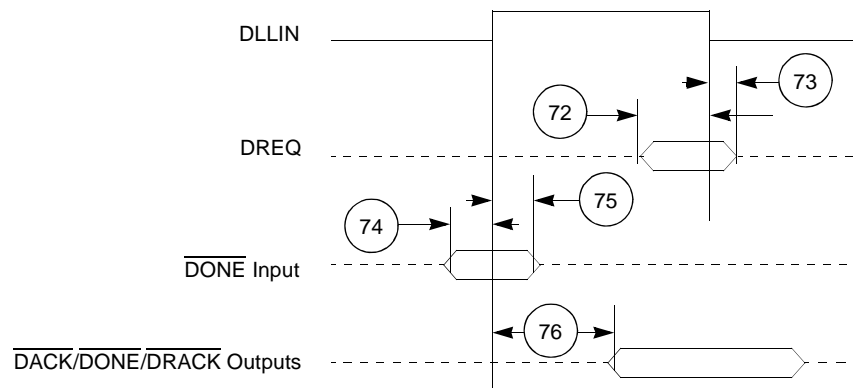 DLLIN
73
72
DREQ
75
74
DONE Input
76
DACK/DONE/DRACK Outputs